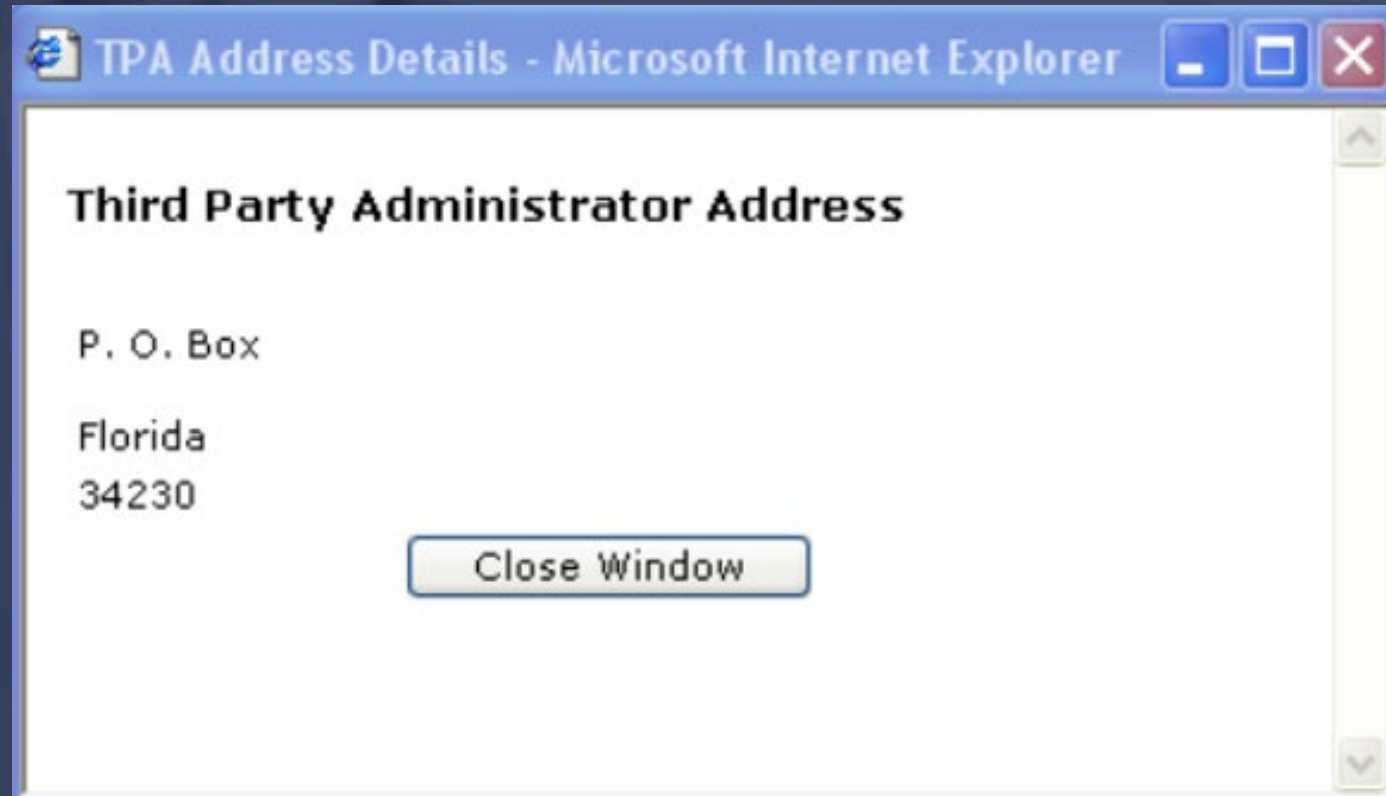 TPA Address Details - Microsoft Internet Explorer
Third Party Administrator Address
P. O. Box
Florida
34230
Close Window